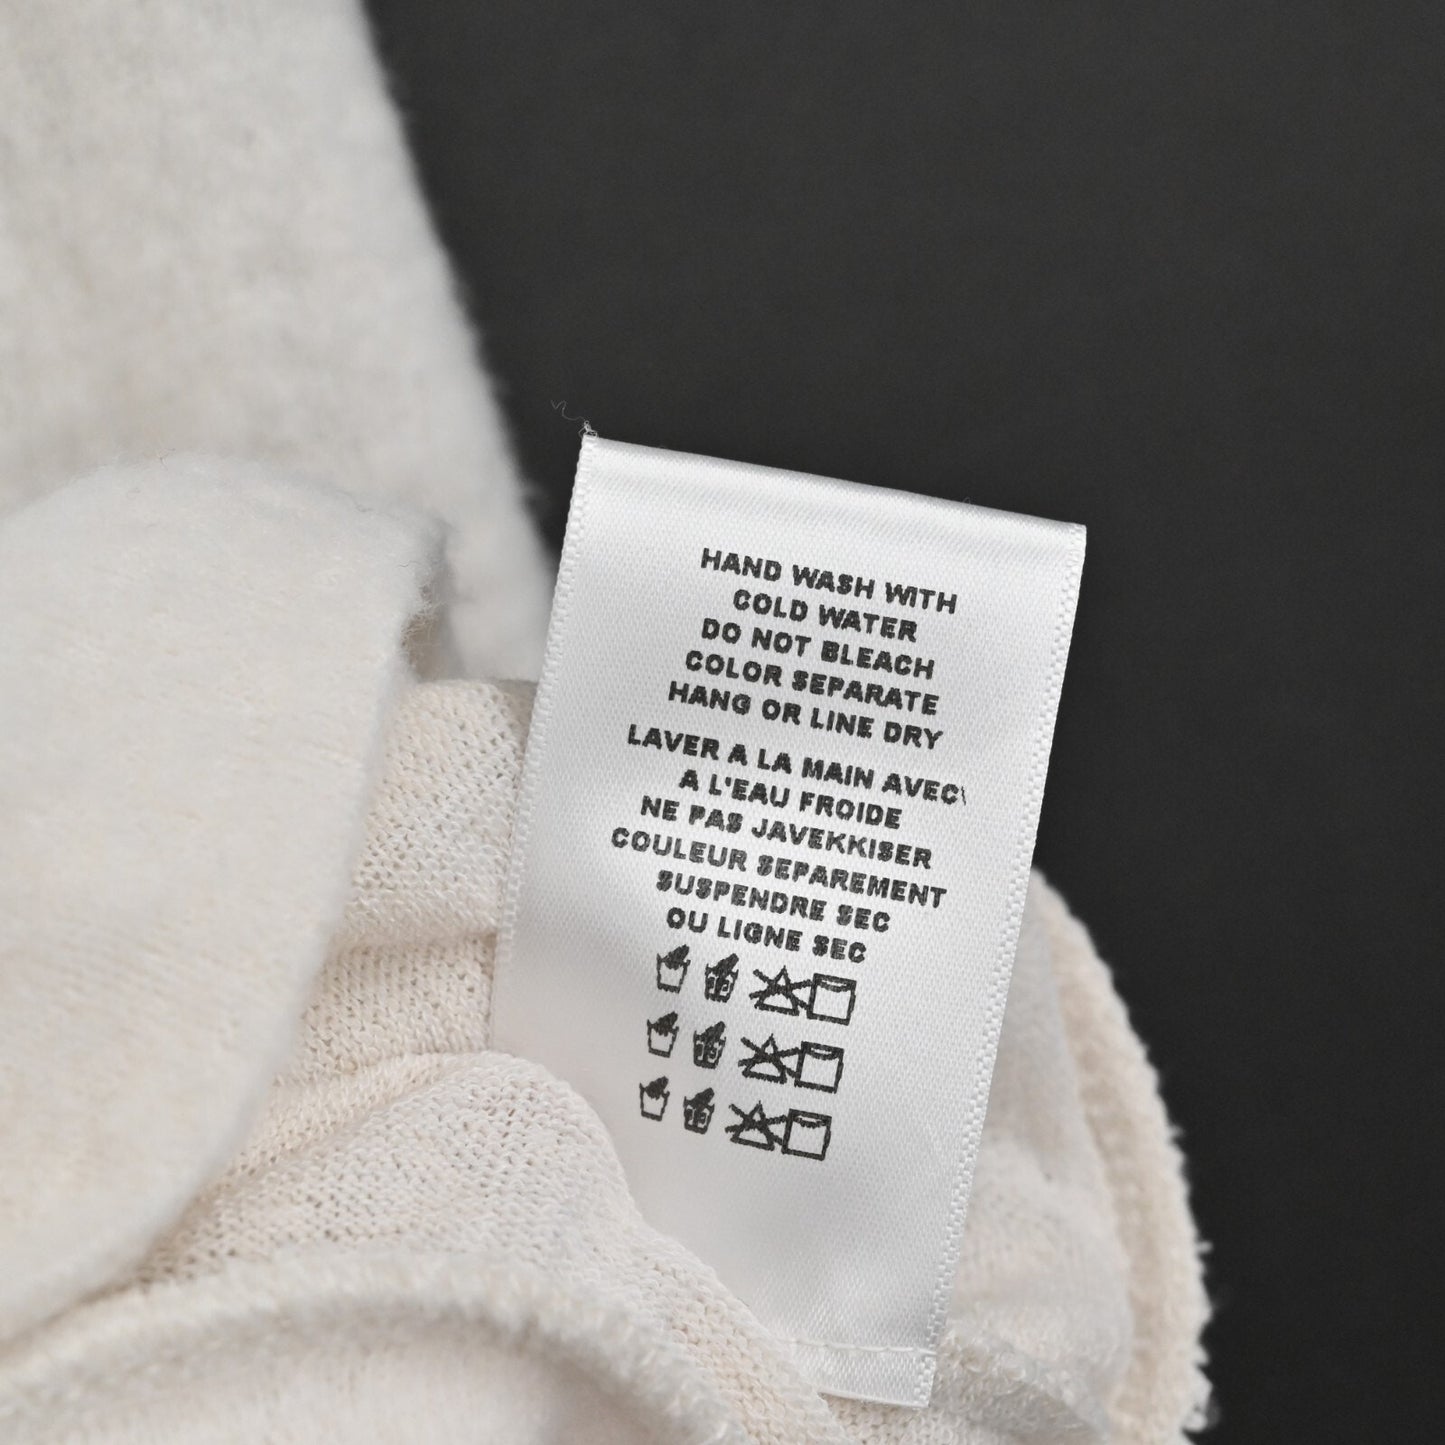 HAND WASH WITH
COLD WATER
DO NOT BLEACH
COLOR SEPARATE
HANG OR LINE DRY
LAVER A LA MAIN AVEC
A L'EAU FROIDE
NE PAS JAVEKKISER
COULEUR SEPAREMENT
SUSPENDRE SEC
OU LIGNE SEC